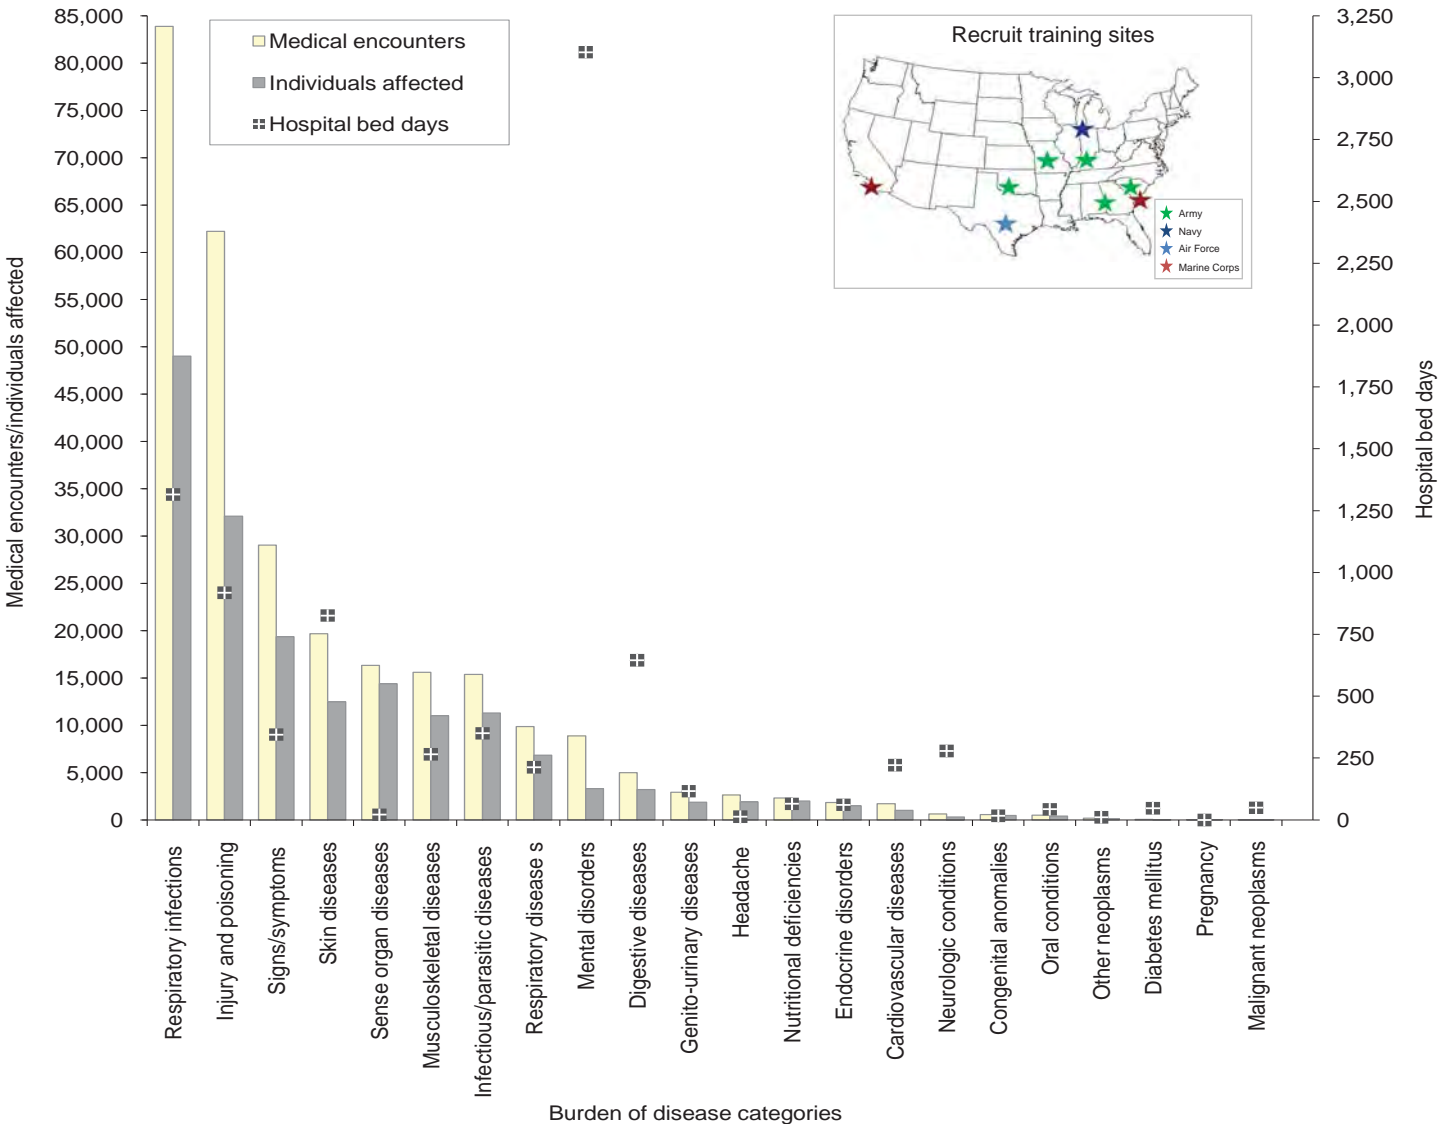 85,000
80,000
75,000
70,000
65,000
60,000
55,000
50,000
45,000
40,000
35,000
30,000
25,000
20,000
15,000
10,000
5,000
0
Medical encounters/individuals affected
Medical encounters
Individuals affected
Hospital bed days
Recruit training sites
Army
Navy
Air Force
Marine Corps
3,250
3,000
2,750
2,500
2,250
2,000
1,750
1,500
1,250
1,000
750
500
250
0
Hospital bed days
Respiratory infections
Injury and poisoning
Signs/symptoms
Skin diseases
Sense organ diseases
Musculoskeletal diseases
Infectious/parasitic diseases
Respiratory disease s
Mental disorders
Digestive diseases
Genito-urinary diseases
Headache
Nutritional deficiencies
Endocrine disorders
Cardiovascular diseases
Neurologic conditions
Congenital anomalies
Oral conditions
Other neoplasms
Diabetes mellitus
Pregnancy
Malignant neoplasms
Burden of disease categories